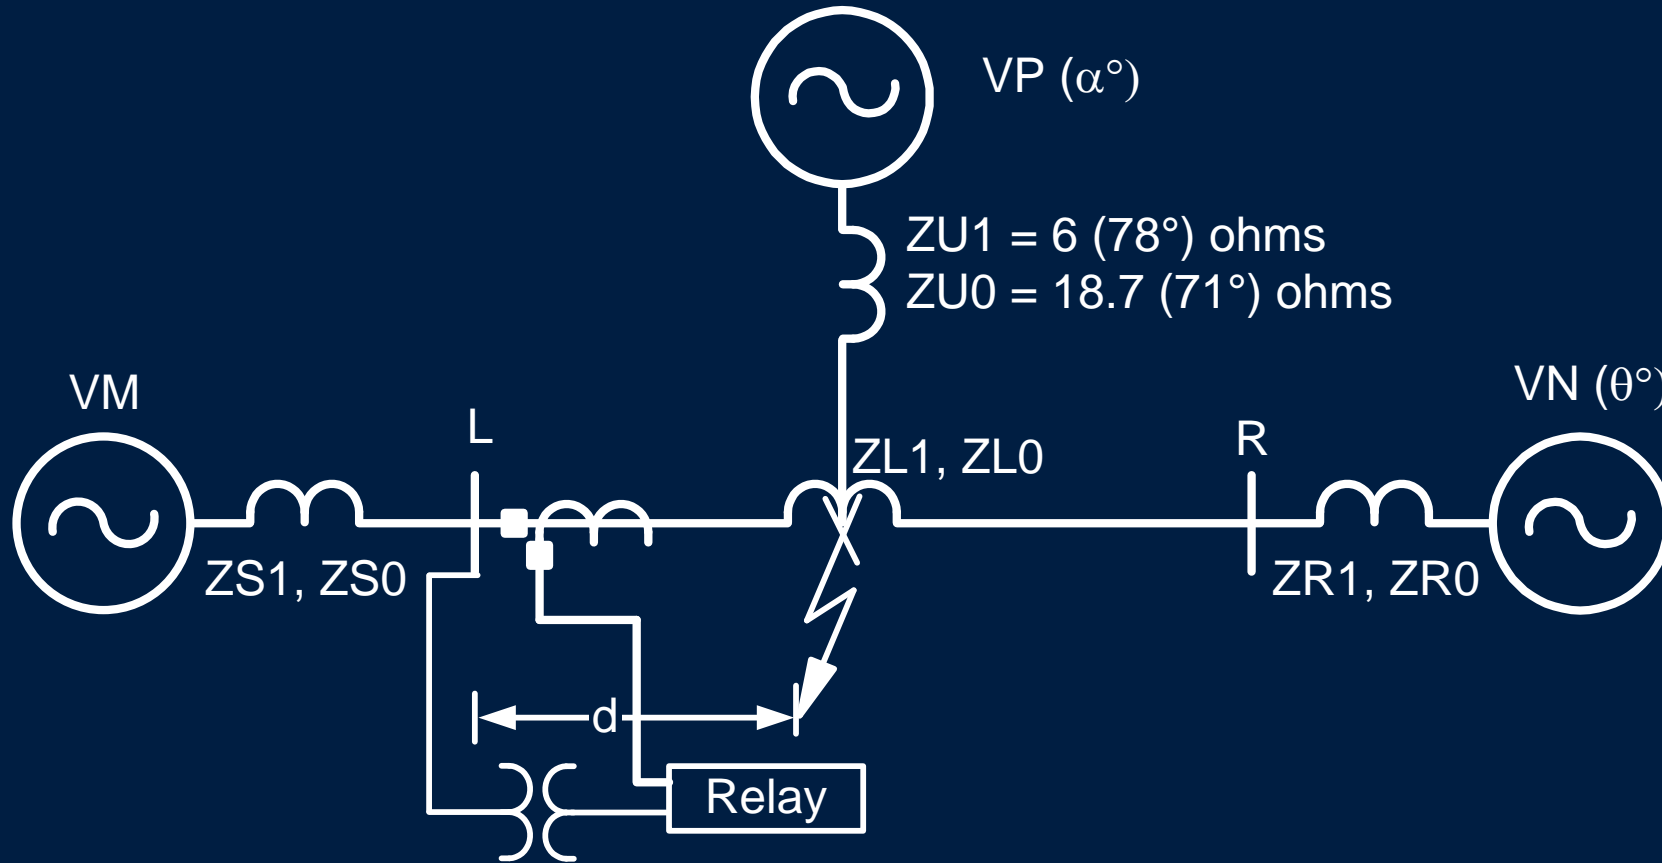 VP (α°)
ZU1 = 6 (78°) ohms
ZU0 = 18.7 (71°) ohms
VM
VN (θ°)
L
R
ZL1, ZL0
ZS1, ZS0
ZR1, ZR0
d
Relay